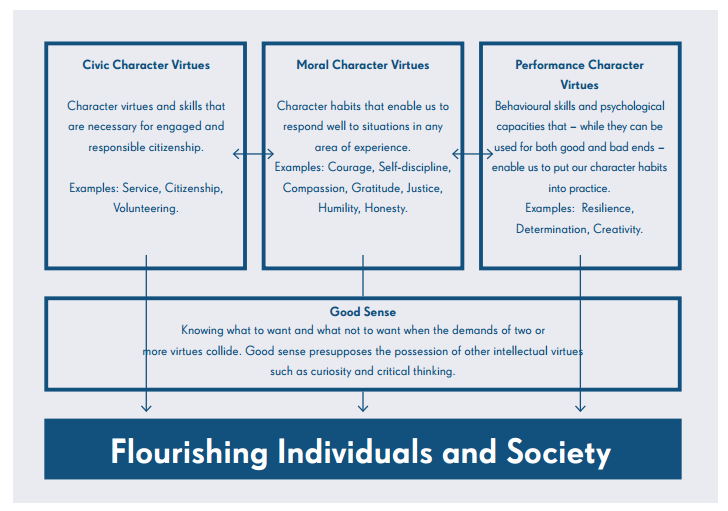 Civic Character Virtues
Character virtues and skills that
are necessary for engaged and
responsible citizenship.
Examples: Service, Citizenship,
Volunteering.
Moral Character Virtues
Character habits that enable us to
respond well to situations in any
area of experience.
Examples: Courage, Self-discipline,
Compassion, Gratitude, Justice,
Humility, Honesty.
Performance Character
Virtues
Behavioural skills and psychological
capacities that – while they can be
used for both good and bad ends –
enable us to put our character habits
into practice.
Examples: Resilience,
Determination, Creativity.
Good Sense
Knowing what to want and what not to want when the demands of two or
more virtues collide. Good sense presupposes the possession of other intellectual virtues
such as curiosity and critical thinking.
Flourishing Individuals and Society